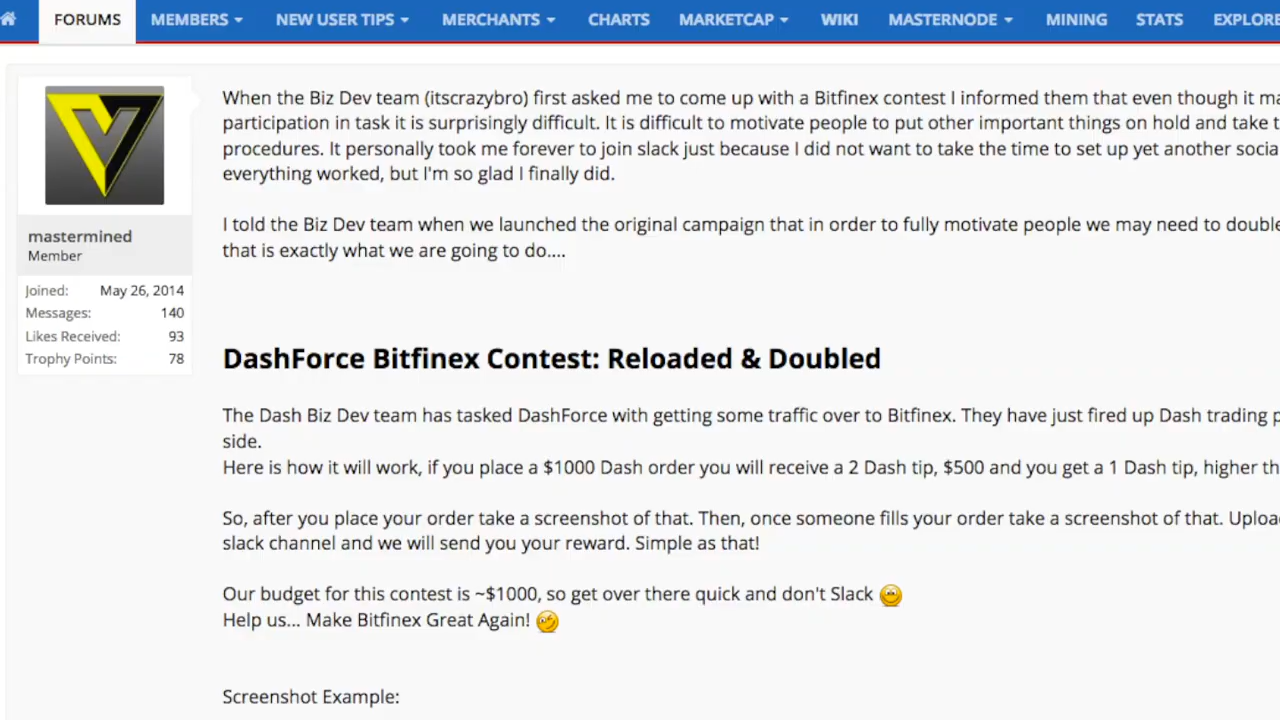 FORUMS MEMBERS NEW USER TIPS MERCHANTS CHARTS MARKETCAP WIKI MASTERNODE MINING STATS EXPLORE
mastermined
Member
Joined: May 26, 2014
Messages: 140
Likes Received: 93
Trophy Points: 78
When the Biz Dev team (itscrazybro) first asked me to come up with a Bitfinex contest I informed them that even though it ma
participation in task it is surprisingly difficult. It is difficult to motivate people to put other important things on hold and take t
procedures. It personally took me forever to join slack just because I did not want to take the time to set up yet another socia
everything worked, but I'm so glad I finally did.
I told the Biz Dev team when we launched the original campaign that in order to fully motivate people we may need to double
that is exactly what we are going to do....
DashForce Bitfinex Contest: Reloaded & Doubled
The Dash Biz Dev team has tasked DashForce with getting some traffic over to Bitfinex. They have just fired up Dash trading p
side.
Here is how it will work, if you place a $1000 Dash order you will receive a 2 Dash tip, $500 and you get a 1 Dash tip, higher th
So, after you place your order take a screenshot of that. Then, once someone fills your order take a screenshot of that. Uploa
slack channel and we will send you your reward. Simple as that!
Our budget for this contest is ~$1000, so get over there quick and don't Slack
Help us... Make Bitfinex Great Again!
Screenshot Example: